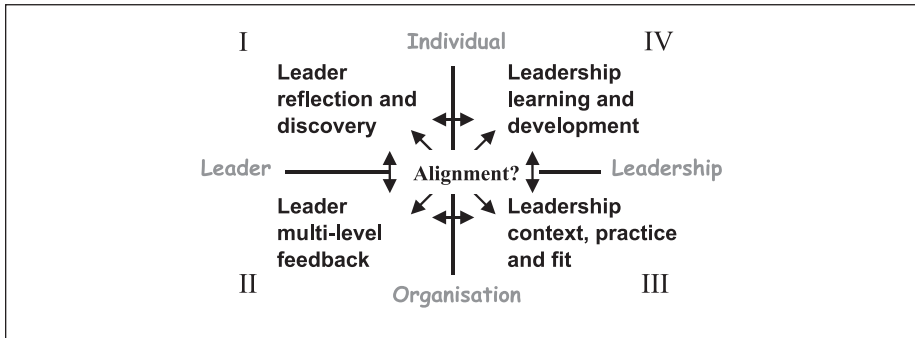 I
Individual
IV
Leader
reflection and
discovery
Leadership
learning and
development
Leader
Alignment?
Leadership
Leader
multi-level
feedback
Leadership
context, practice
and fit
II
Organisation
III